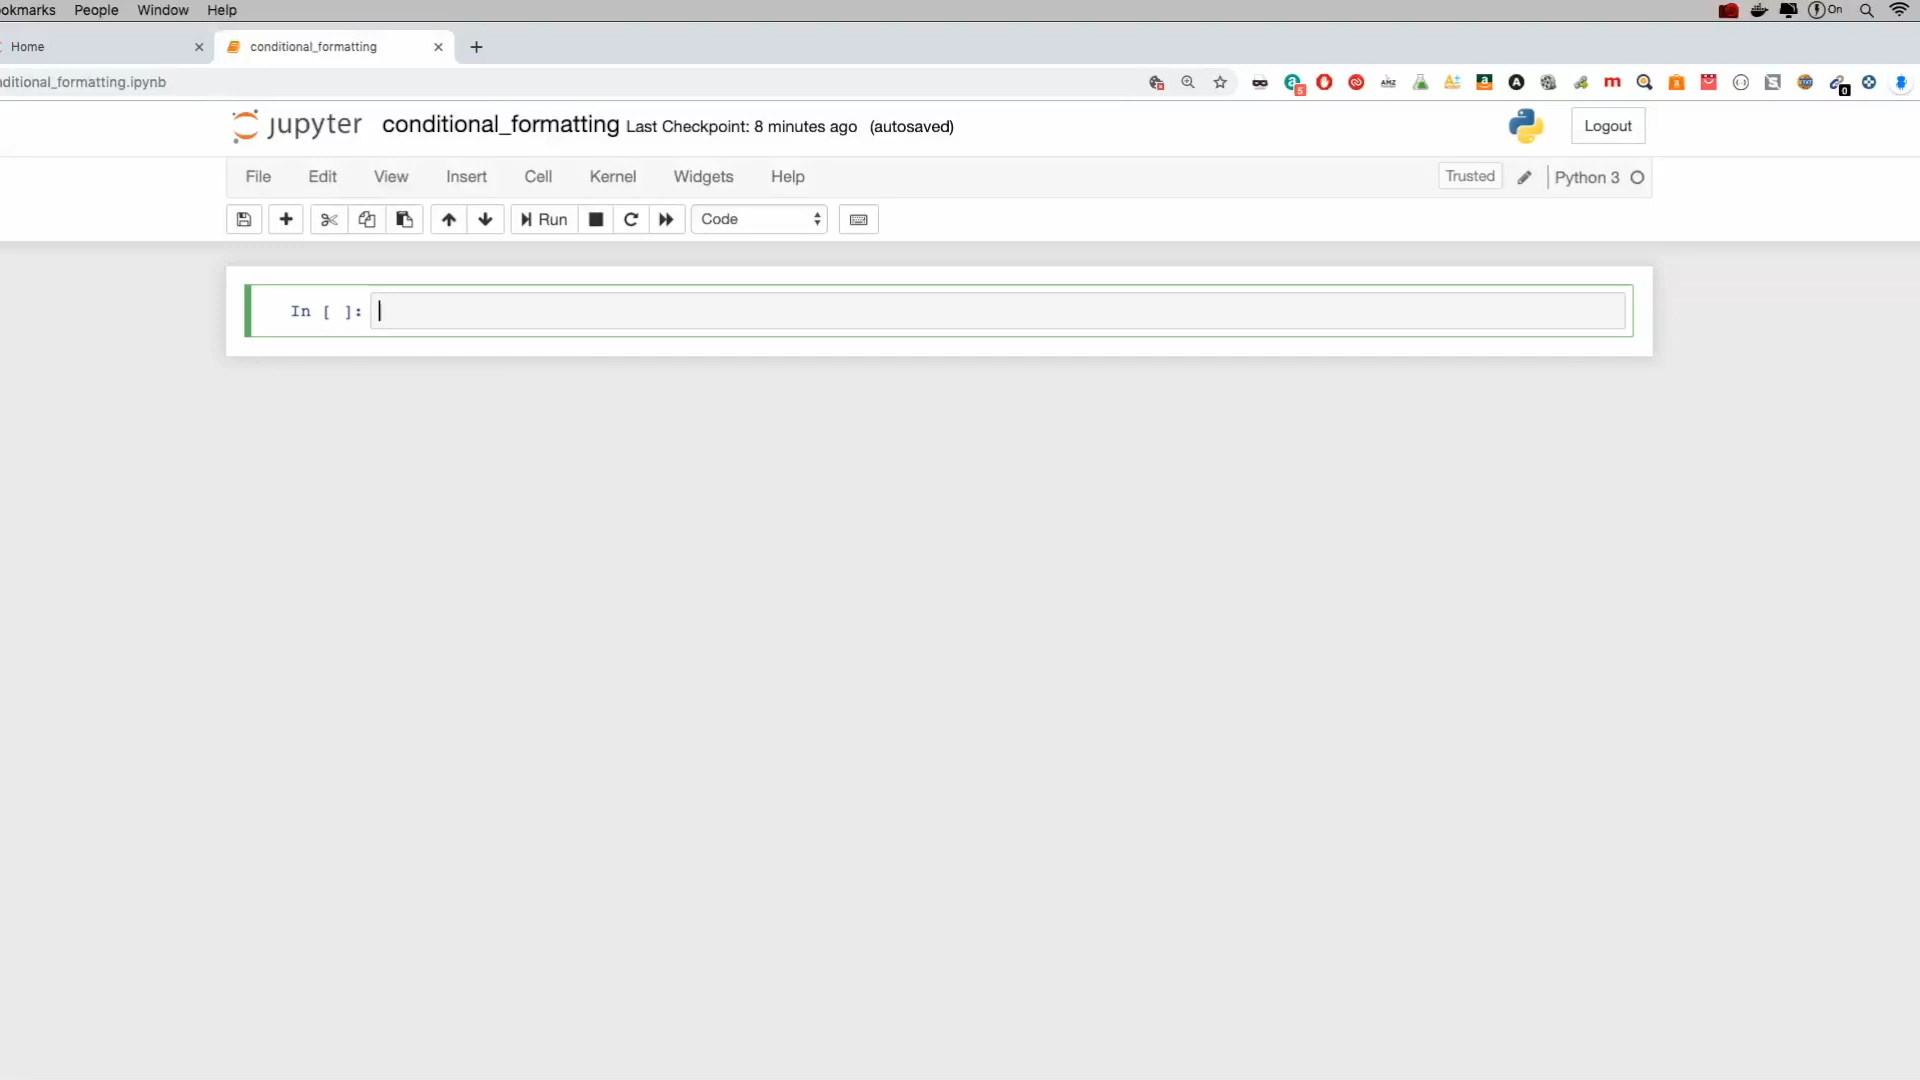 okmarks People Window Help On
Home conditional_formatting
nditional_formatting.ipynb
jupyter conditional_formatting Last Checkpoint: 8 minutes ago (autosaved) Logout
File Edit View Insert Cell Kernel Widgets Help Trusted Python 3
Run Code
In [ ]: